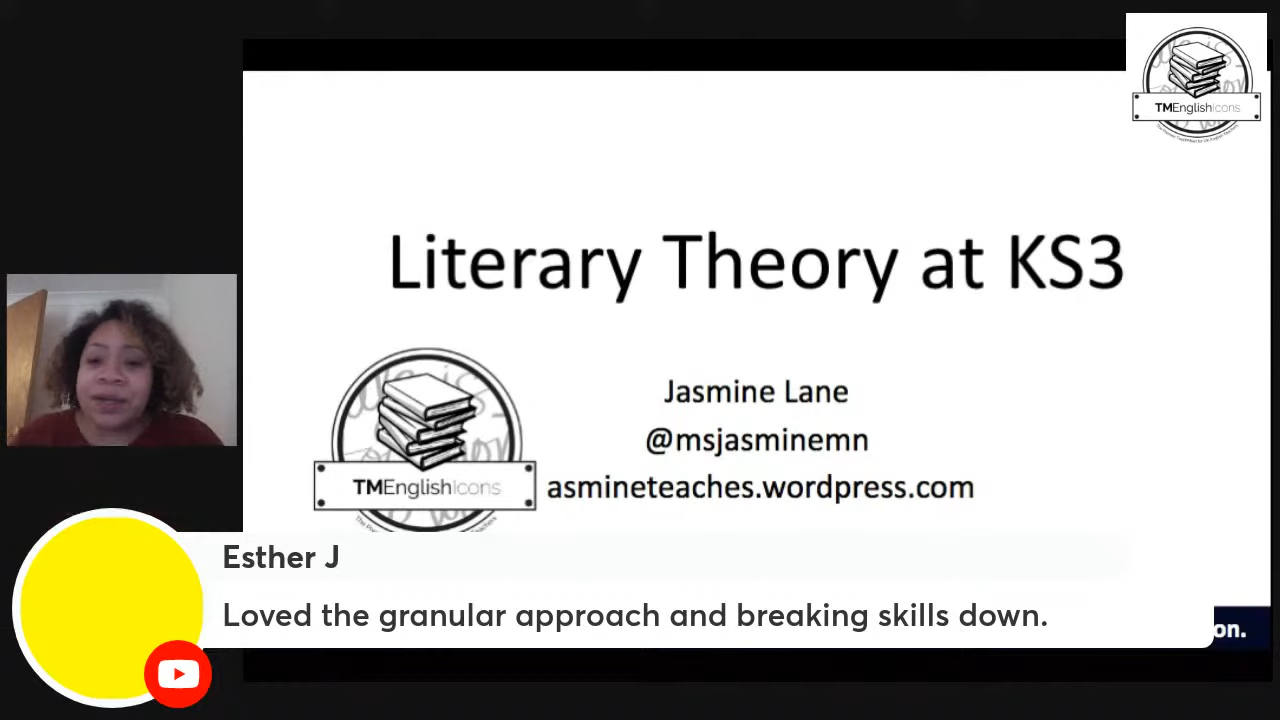 TMEnglishIcons
Literary Theory at KS3
Jasmine Lane
@msjasminemn
asmineteaches.wordpress.com
TMEnglishIcons
Esther J
Loved the granular approach and breaking skills down.
on.